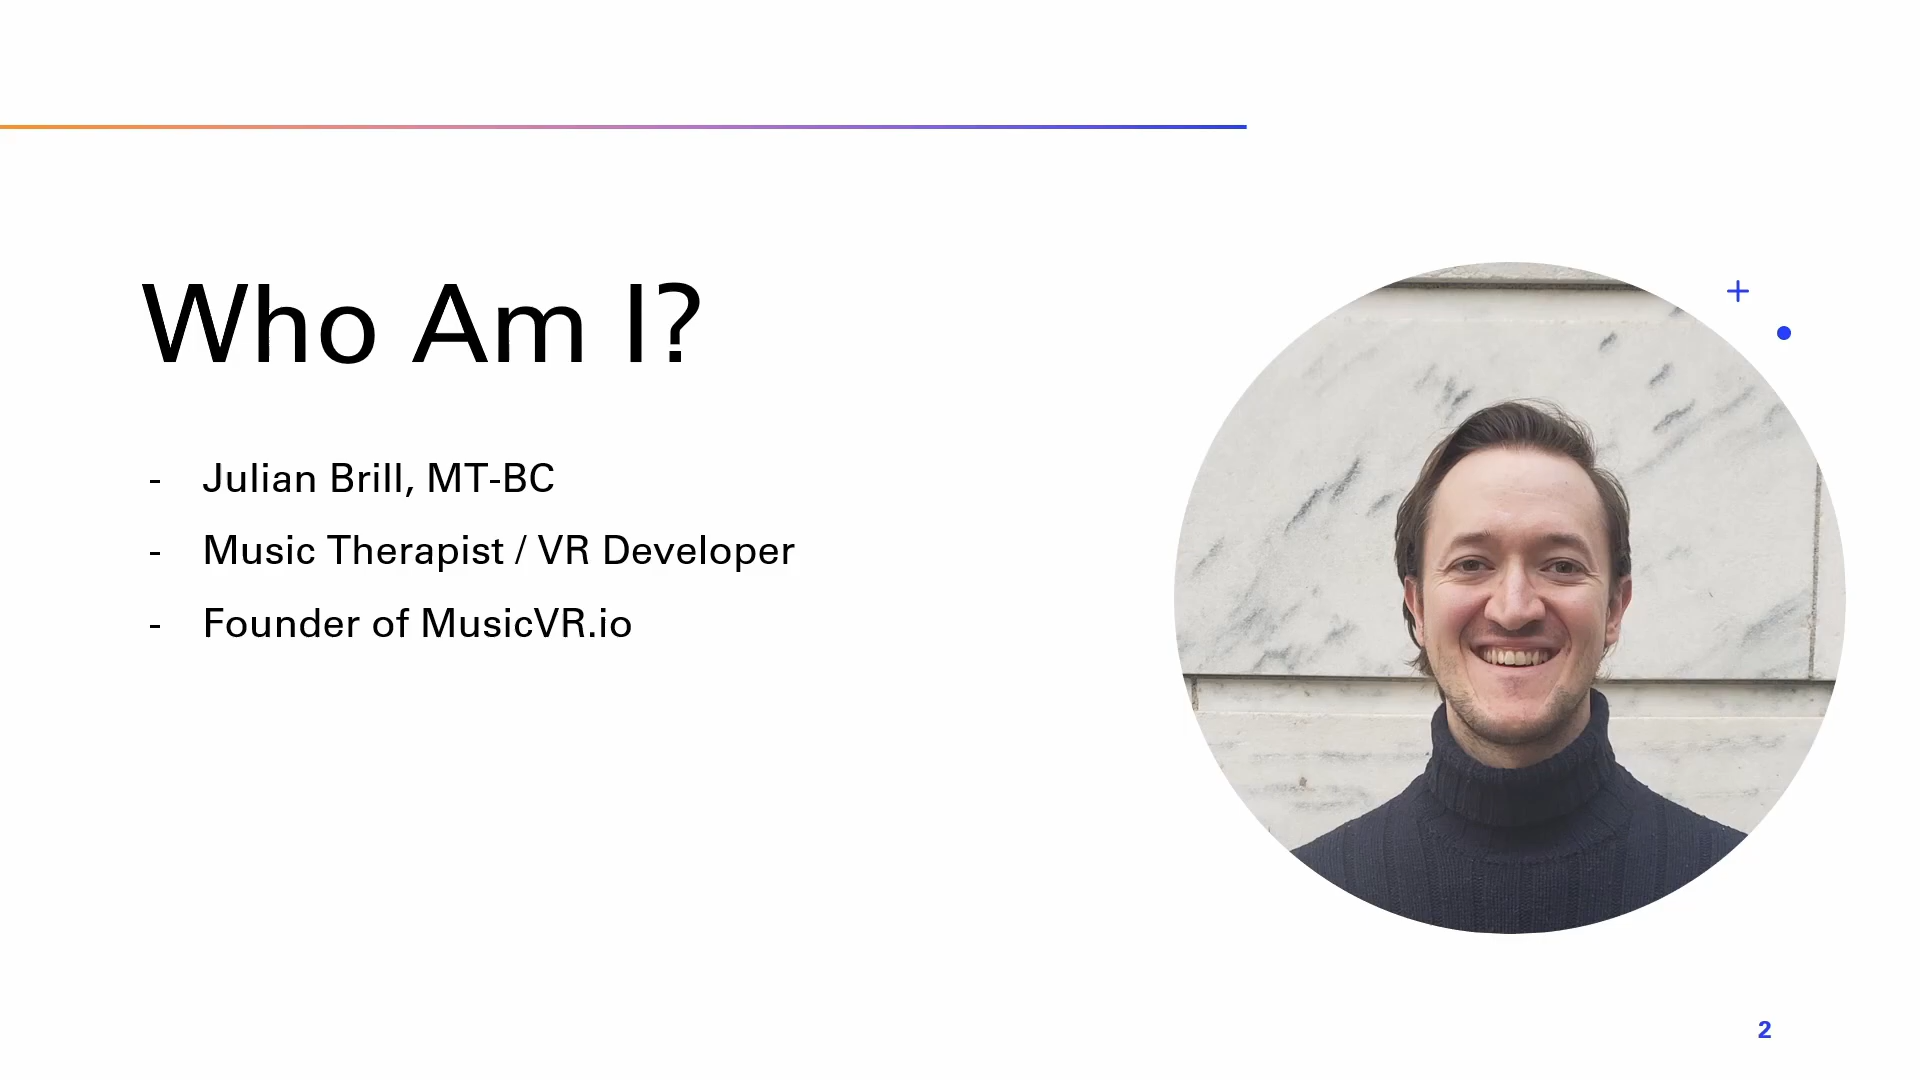 Who Am I?
- Julian Brill, MT-BC
- Music Therapist / VR Developer
- Founder of MusicVR.io
2